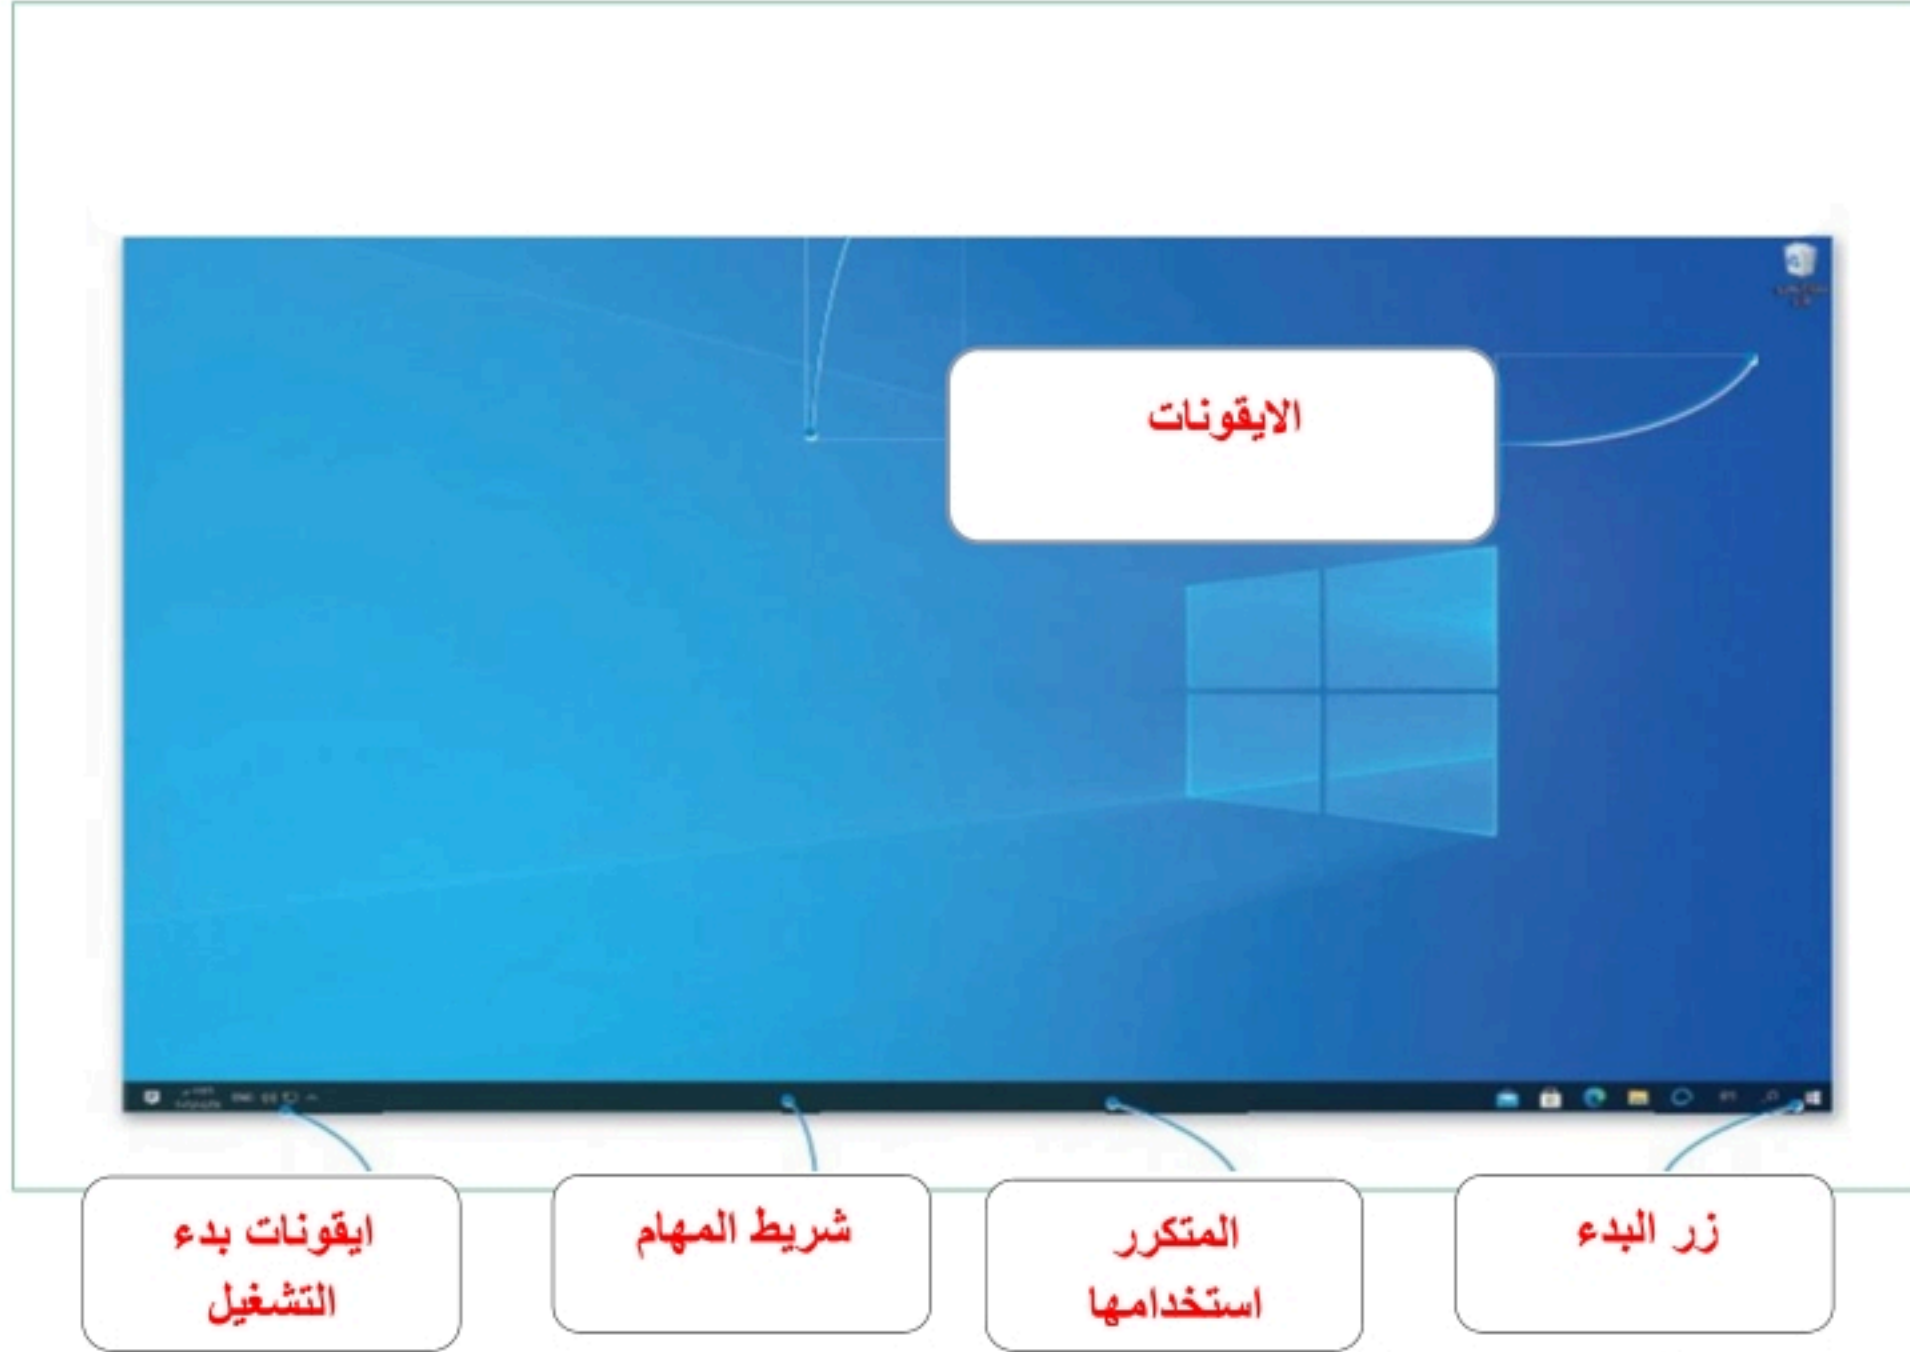 الايقونات
زر البدء
المتكرر
استخدامها
شريط المهام
ايقونات بدء
التشغيل